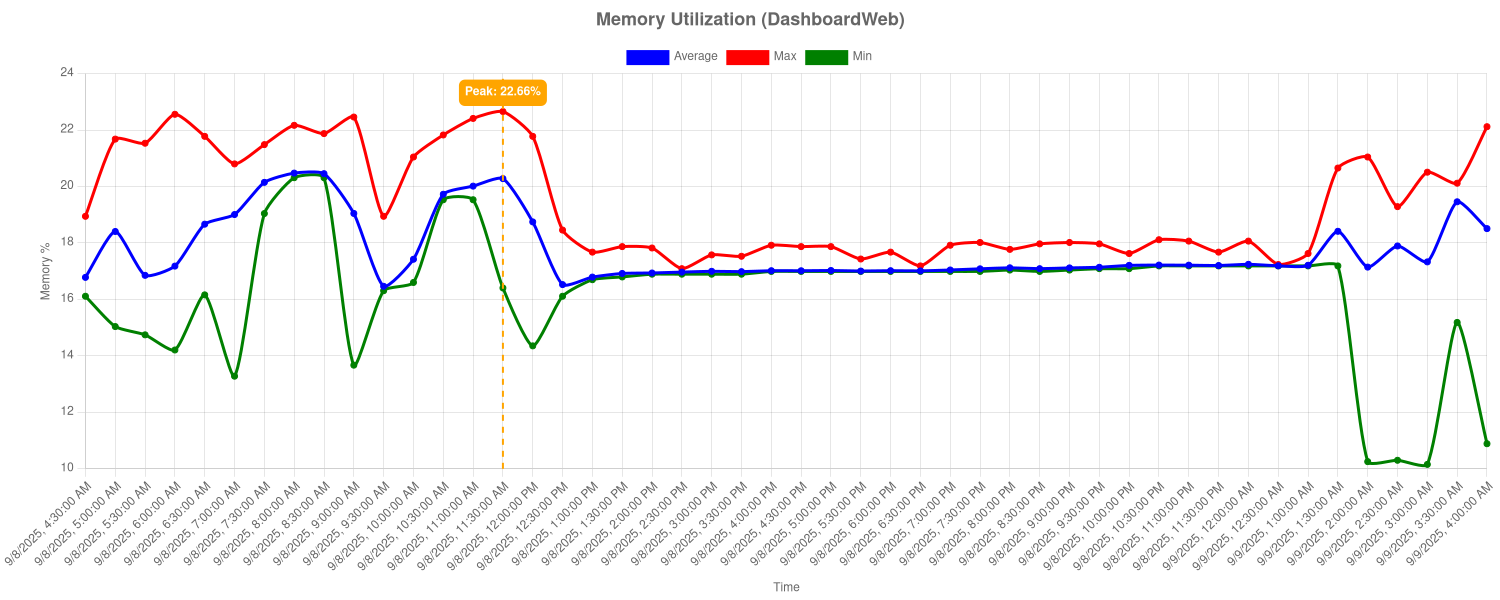 Memory Utilization (DashboardWeb)
Average Max Min
Peak: 22.66%
Memory %
24
22
20
18
16
14
12
10
9/8/2025, 4:30:00 AM
9/8/2025, 5:00:00 AM
9/8/2025, 5:30:00 AM
9/8/2025, 6:00:00 AM
9/8/2025, 6:30:00 AM
9/8/2025, 7:00:00 AM
9/8/2025, 7:30:00 AM
9/8/2025, 8:00:00 AM
9/8/2025, 8:30:00 AM
9/8/2025, 9:00:00 AM
9/8/2025, 9:30:00 AM
9/8/2025, 10:00:00 AM
9/8/2025, 10:30:00 AM
9/8/2025, 11:00:00 AM
9/8/2025, 11:30:00 AM
9/8/2025, 12:00:00 PM
9/8/2025, 12:30:00 PM
9/8/2025, 1:00:00 PM
9/8/2025, 1:30:00 PM
9/8/2025, 2:00:00 PM
9/8/2025, 2:30:00 PM
9/8/2025, 3:00:00 PM
9/8/2025, 3:30:00 PM
9/8/2025, 4:00:00 PM
9/8/2025, 4:30:00 PM
9/8/2025, 5:00:00 PM
9/8/2025, 5:30:00 PM
9/8/2025, 6:00:00 PM
9/8/2025, 6:30:00 PM
9/8/2025, 7:00:00 PM
9/8/2025, 7:30:00 PM
9/8/2025, 8:00:00 PM
9/8/2025, 8:30:00 PM
9/8/2025, 9:00:00 PM
9/8/2025, 9:30:00 PM
9/8/2025, 10:00:00 PM
9/8/2025, 10:30:00 PM
9/8/2025, 11:00:00 PM
9/8/2025, 11:30:00 PM
9/9/2025, 12:00:00 AM
9/9/2025, 12:30:00 AM
9/9/2025, 1:00:00 AM
9/9/2025, 1:30:00 AM
9/9/2025, 2:00:00 AM
9/9/2025, 2:30:00 AM
9/9/2025, 3:00:00 AM
9/9/2025, 3:30:00 AM
9/9/2025, 4:00:00 AM
Time